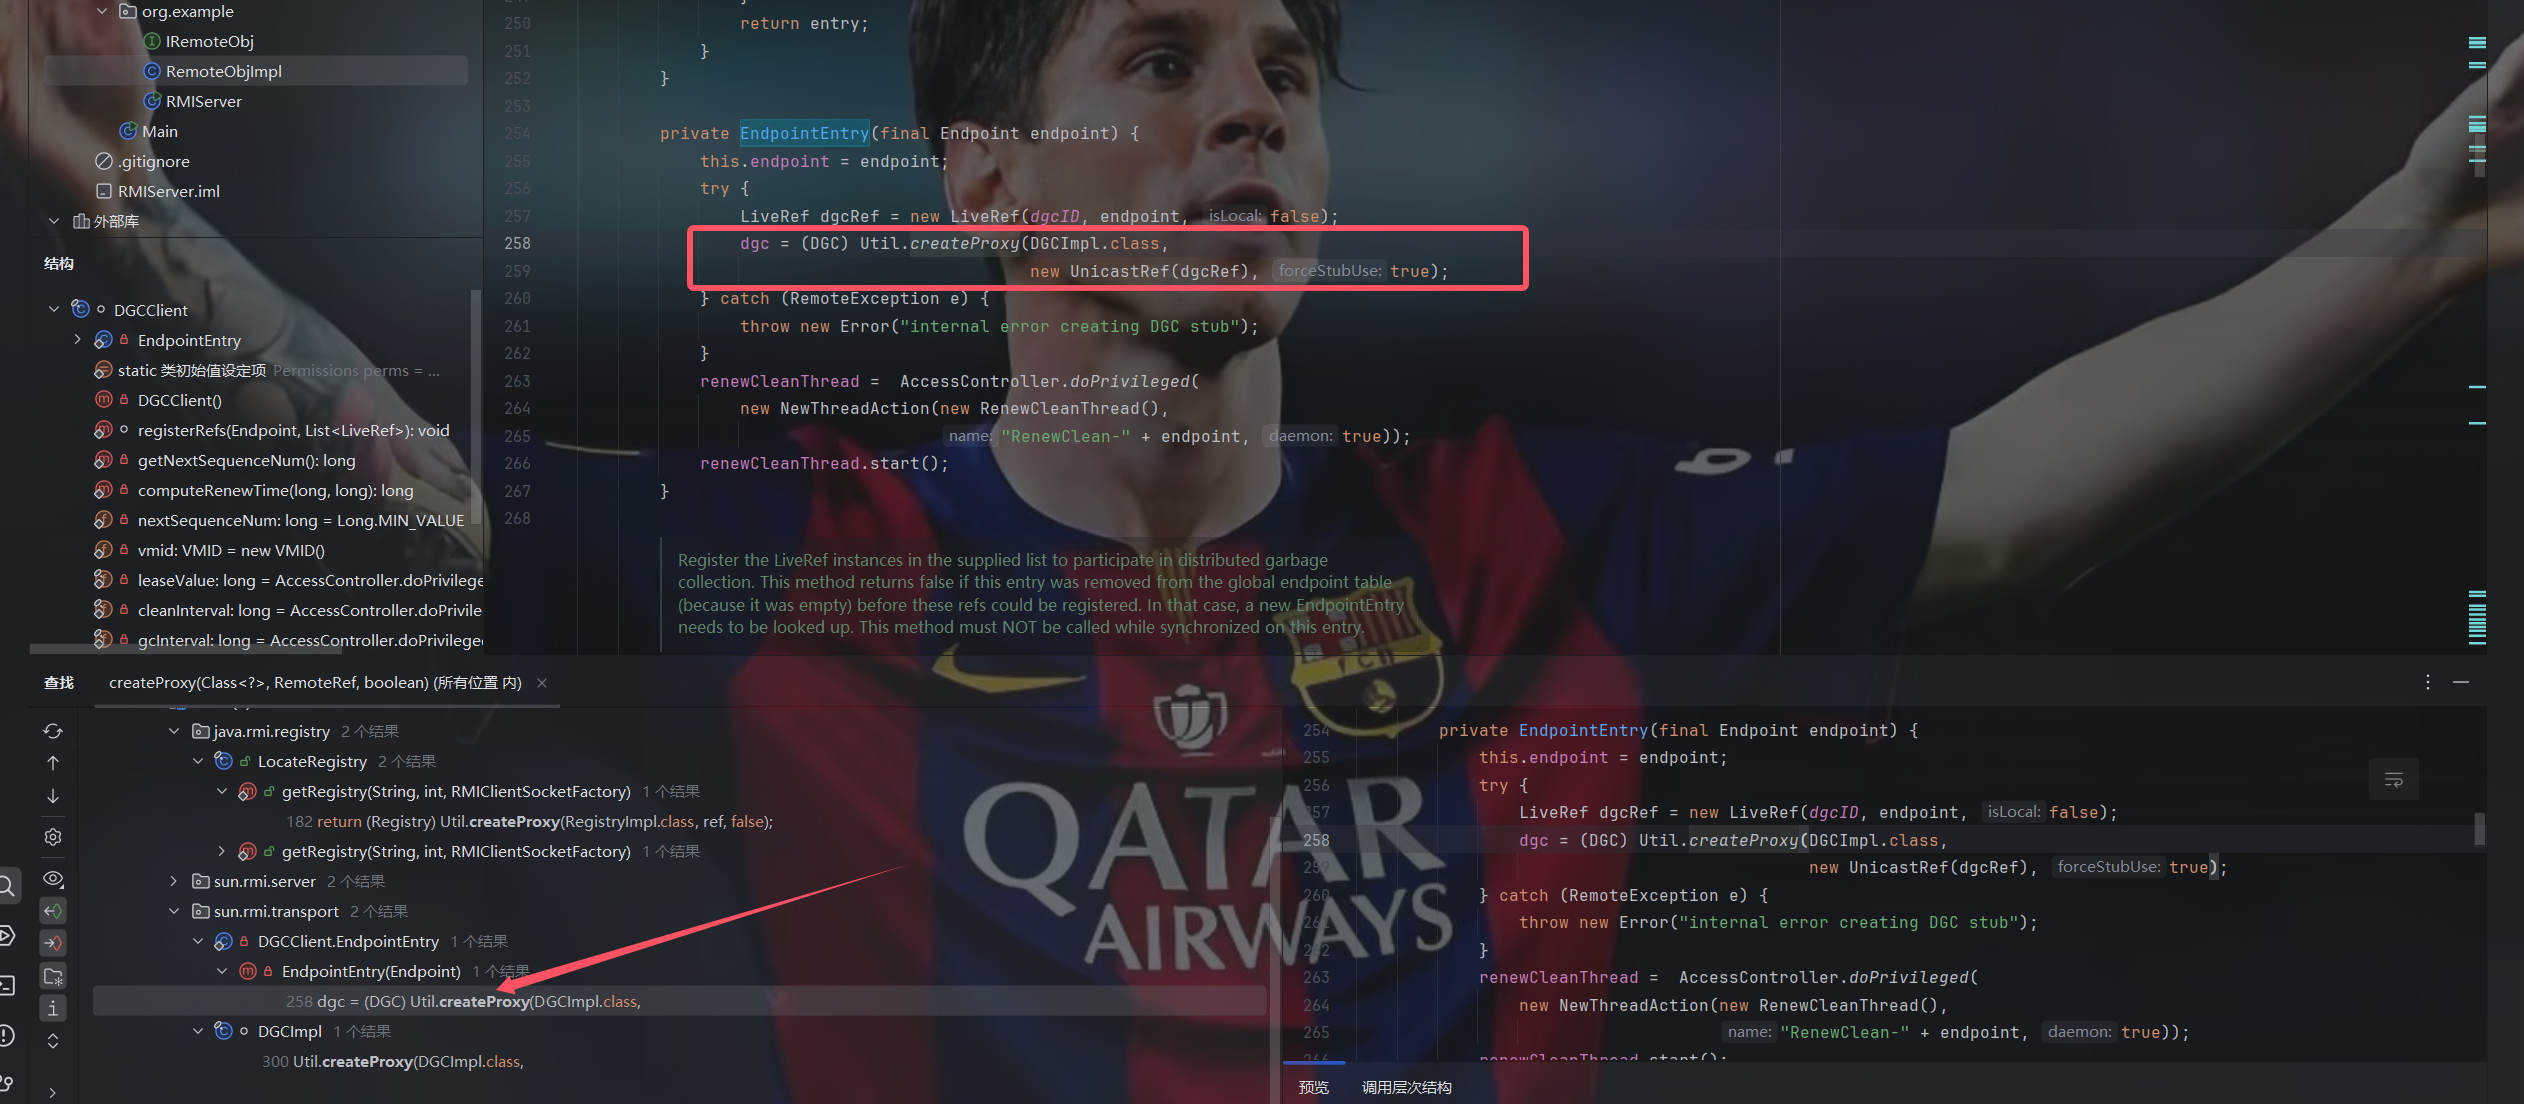 org.example
IRemoteObj
RemoteObjImpl
RMIServer
Main
.gitignore
RMIServer.iml
外部库
结构
DGCClient
EndpointEntry
static 类初始值设定项 Permissions perms = ...
DGCClient()
registerRefs(Endpoint, List<LiveRef>): void
getNextSequenceNum(): long
computeRenewTime(long, long): long
nextSequenceNum: long = Long.MIN_VALUE
vmid: VMID = new VMID()
leaseValue: long = AccessController.doPrivilege
cleanInterval: long = AccessController.doPrivile
gcInterval: long = AccessController.doPrivileged
250 return entry;
251 }
252 }
253
254 private EndpointEntry(final Endpoint endpoint) {
255 this.endpoint = endpoint;
256 try {
257 LiveRef dgcRef = new LiveRef(dgcID, endpoint, isLocal: false);
258 dgc = (DGC) Util.createProxy(DGCImpl.class,
259 new UnicastRef(dgcRef), forceStubUse: true);
260 } catch (RemoteException e) {
261 throw new Error("internal error creating DGC stub");
262 }
263 renewCleanThread = AccessController.doPrivileged(
264 new NewThreadAction(new RenewCleanThread(),
265 name: "RenewClean-" + endpoint, daemon: true));
266 renewCleanThread.start();
267 }
268
Register the LiveRef instances in the supplied list to participate in distributed garbage
collection. This method returns false if this entry was removed from the global endpoint table
(because it was empty) before these refs could be registered. In that case, a new EndpointEntry
needs to be looked up. This method must NOT be called while synchronized on this entry.
查找 createProxy(Class<?>, RemoteRef, boolean) (所有位置 内)
java.rmi.registry 2 个结果
LocateRegistry 2 个结果
getRegistry(String, int, RMIClientSocketFactory) 1 个结果
182 return (Registry) Util.createProxy(RegistryImpl.class, ref, false);
getRegistry(String, int, RMIClientSocketFactory) 1 个结果
sun.rmi.server 2 个结果
sun.rmi.transport 2 个结果
DGCClient.EndpointEntry 1 个结果
EndpointEntry(Endpoint) 1 个结果
258 dgc = (DGC) Util.createProxy(DGCImpl.class,
DGCImpl 1 个结果
300 Util.createProxy(DGCImpl.class,
254 private EndpointEntry(final Endpoint endpoint) {
255 this.endpoint = endpoint;
256 try {
257 LiveRef dgcRef = new LiveRef(dgcID, endpoint, isLocal: false);
258 dgc = (DGC) Util.createProxy(DGCImpl.class,
259 new UnicastRef(dgcRef), forceStubUse: true);
260 } catch (RemoteException e) {
261 throw new Error("internal error creating DGC stub");
262 }
263 renewCleanThread = AccessController.doPrivileged(
264 new NewThreadAction(new RenewCleanThread(),
265 name: "RenewClean-" + endpoint, daemon: true));
266 renewCleanThread.start();
预览 调用层次结构
QATAR
AIRWAYS